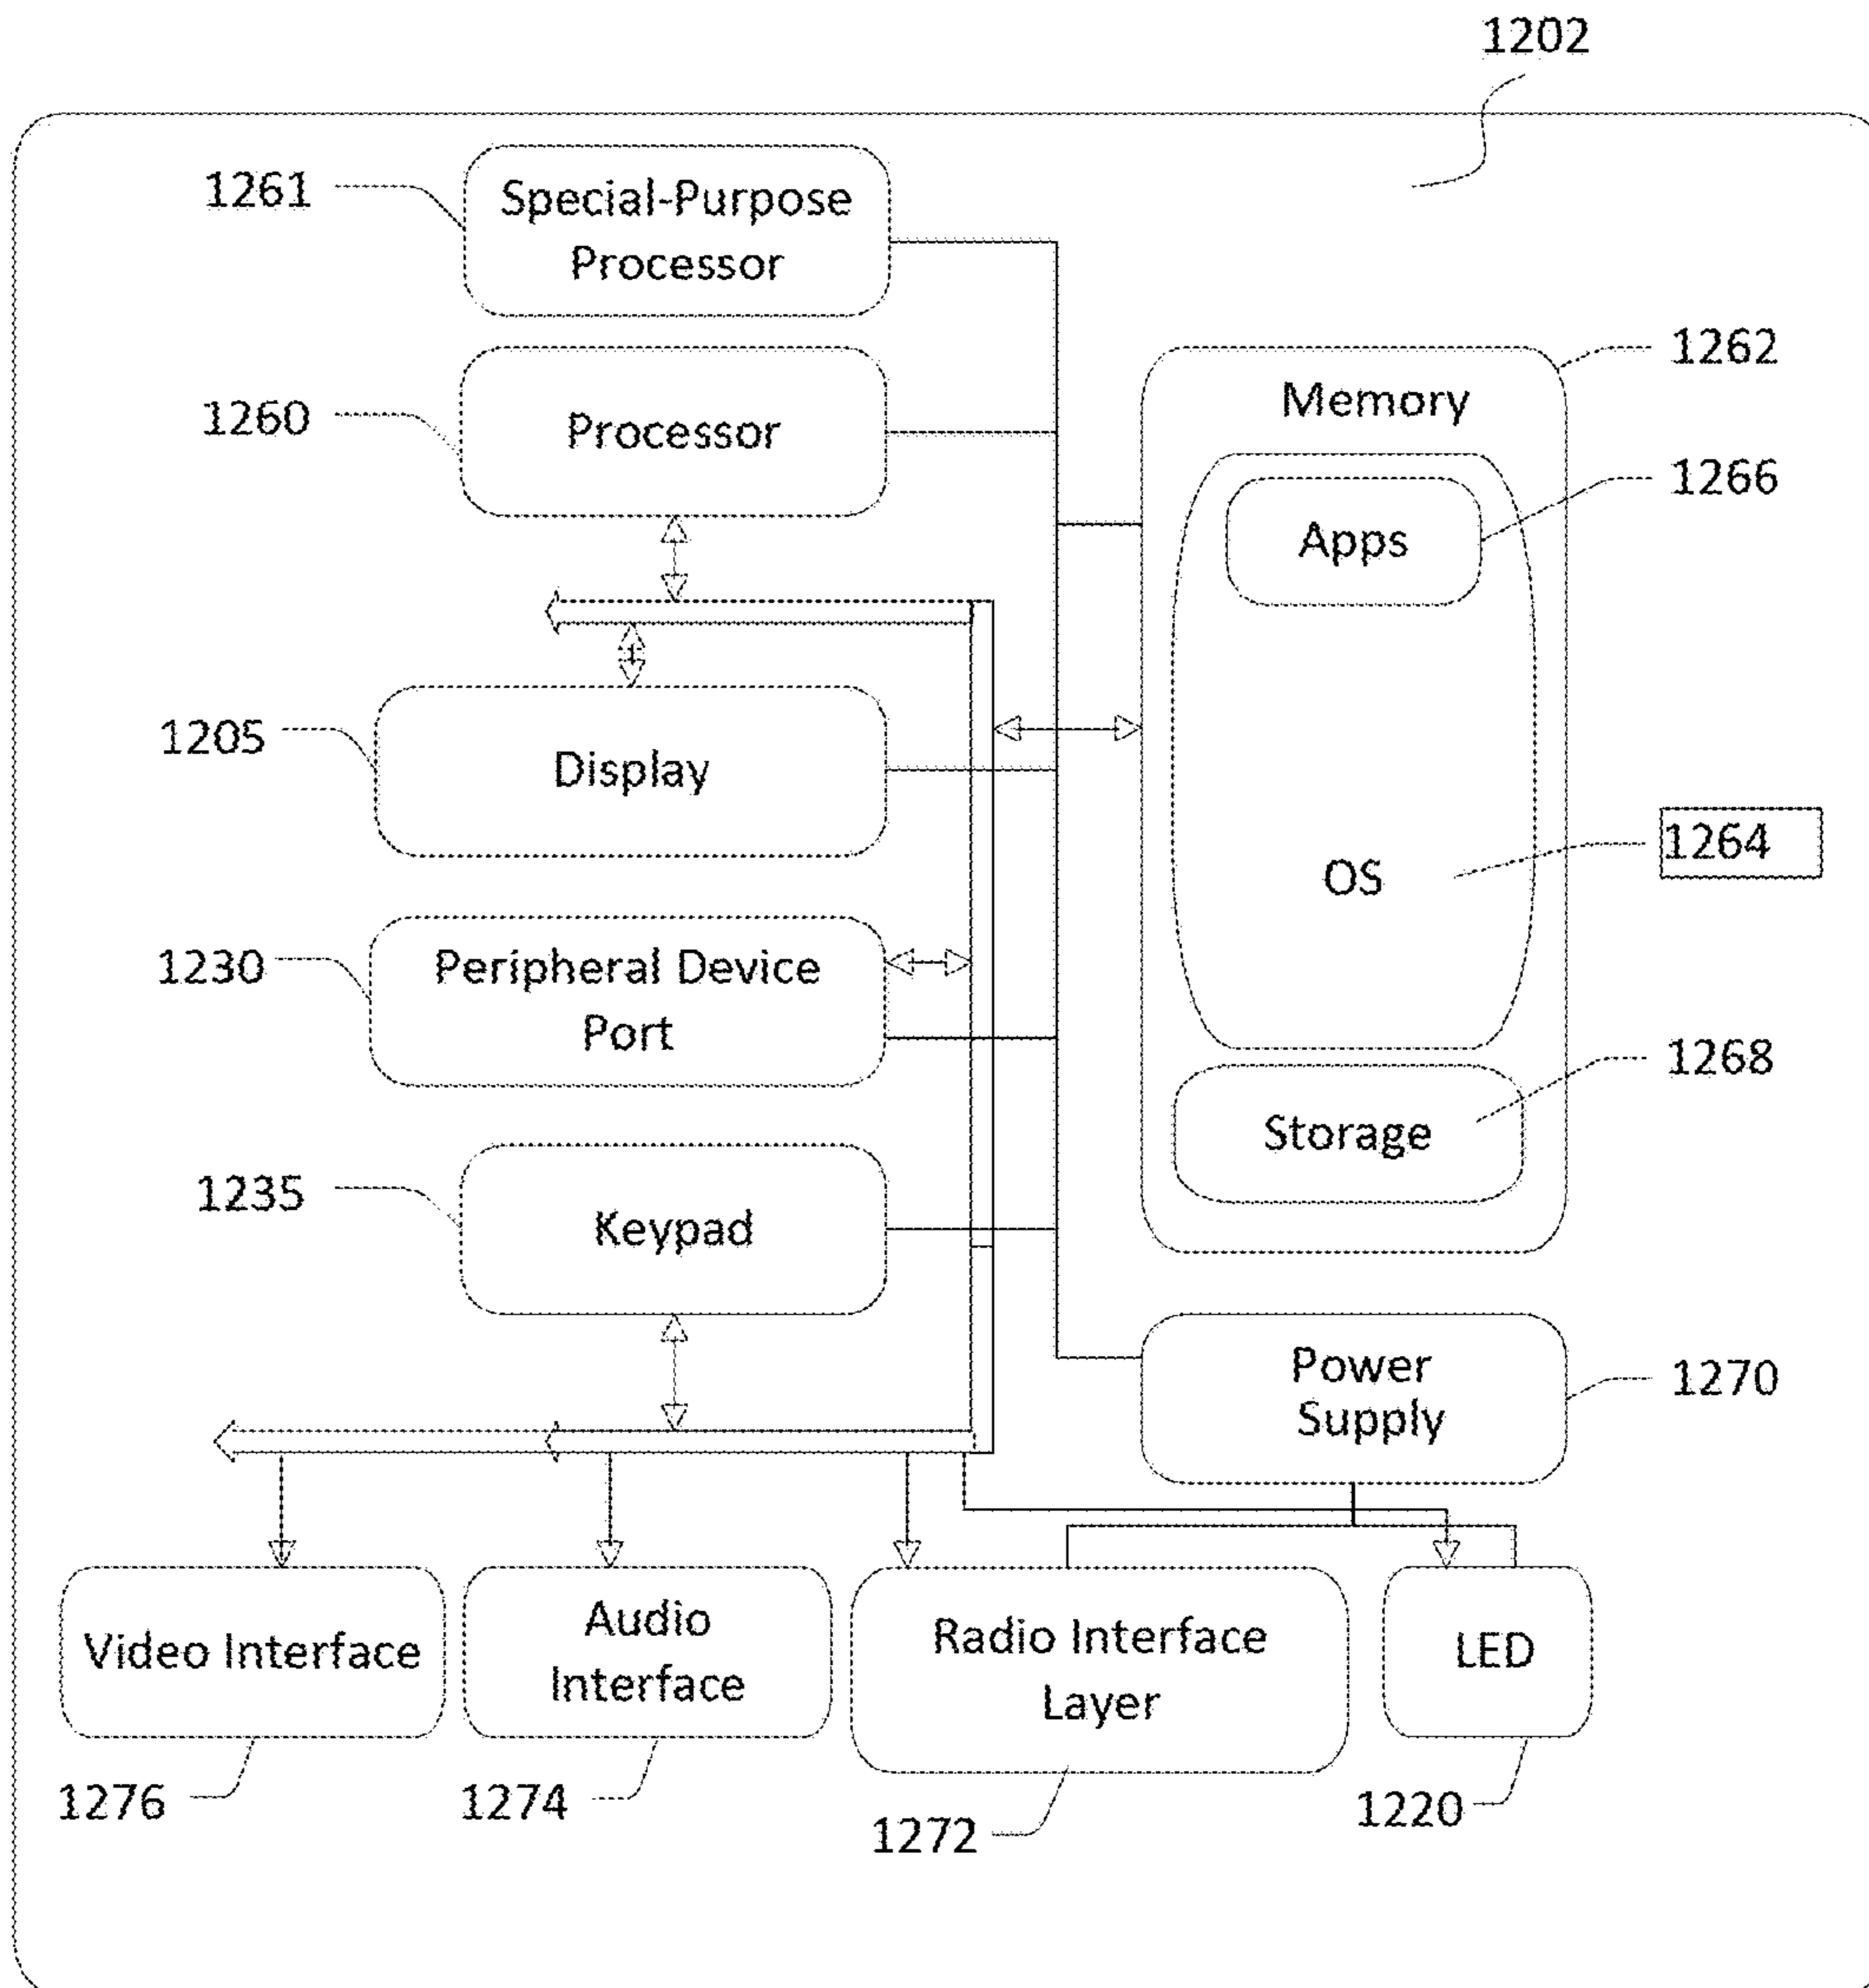 1202
1261
Special-Purpose
Processor
1262
Memory
1260
Processor
1266
Apps
1205
Display
1264
OS
1230
Peripheral Device
Port
1268
Storage
1235
Keypad
1270
Power
Supply
Video Interface
Audio
Interface
Radio Interface
Layer
LED
1276
1274
1272
1220